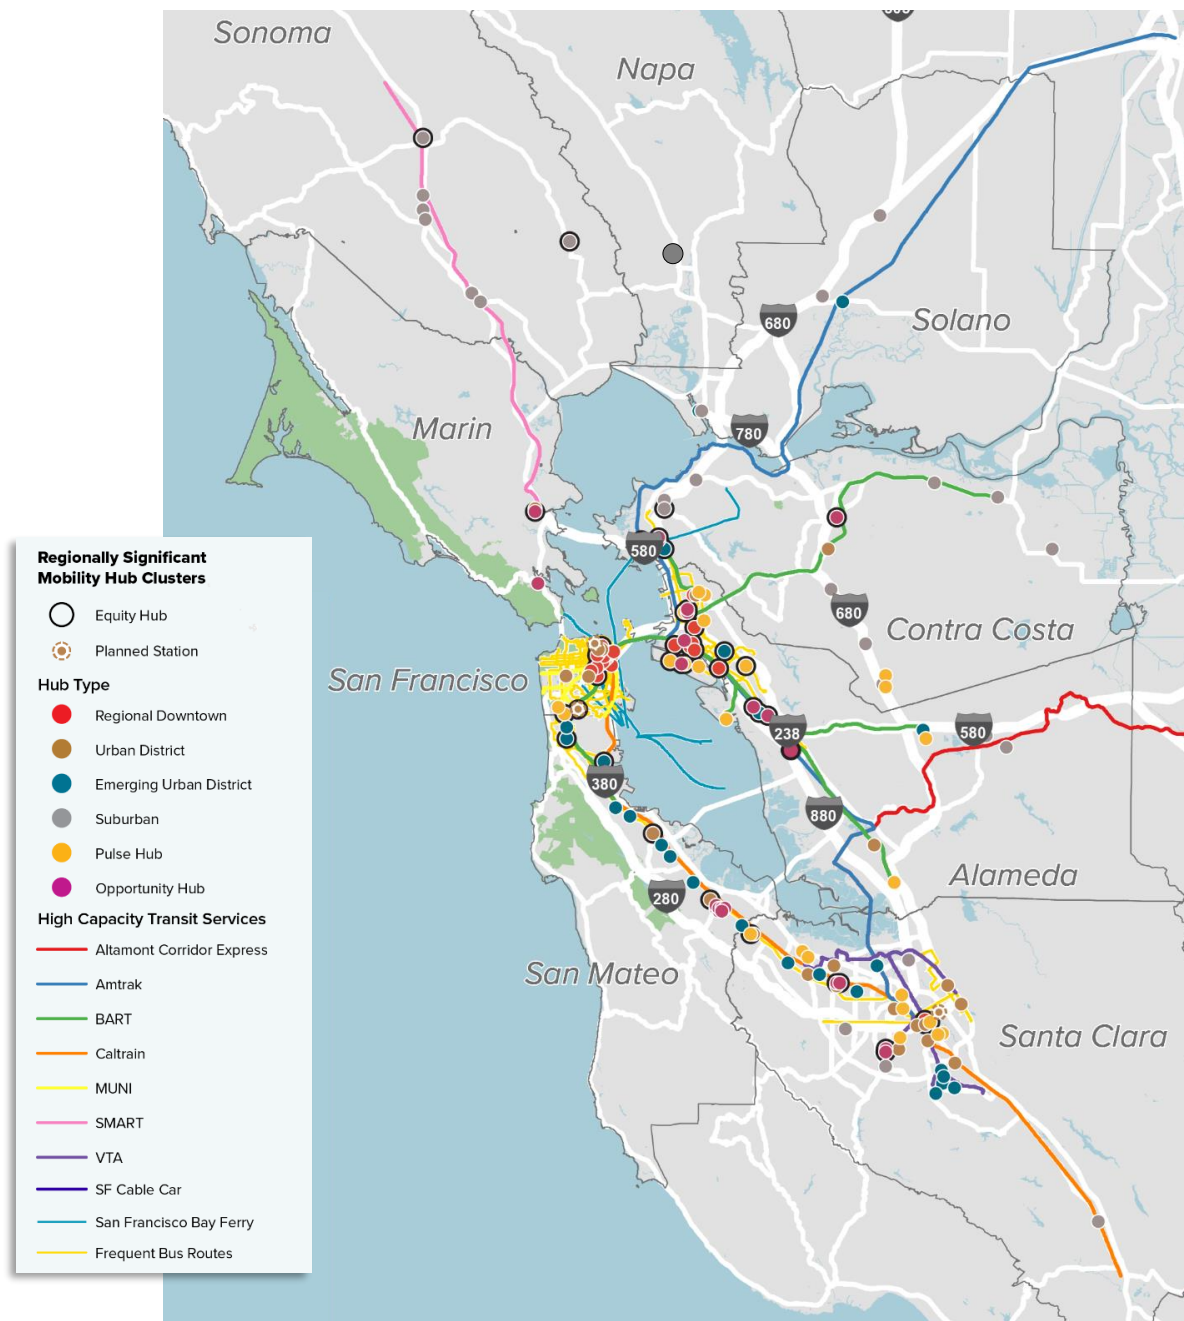 Sonoma
Napa
680
Solano
Marin
780
580
680
Contra Costa
San Francisco
238
580
380
880
280
Alameda
San Mateo
Santa Clara
Regionally Significant
Mobility Hub Clusters
Equity Hub
Planned Station
Hub Type
Regional Downtown
Urban District
Emerging Urban District
Suburban
Pulse Hub
Opportunity Hub
High Capacity Transit Services
Altamont Corridor Express
Amtrak
BART
Caltrain
MUNI
SMART
VTA
SF Cable Car
San Francisco Bay Ferry
Frequent Bus Routes